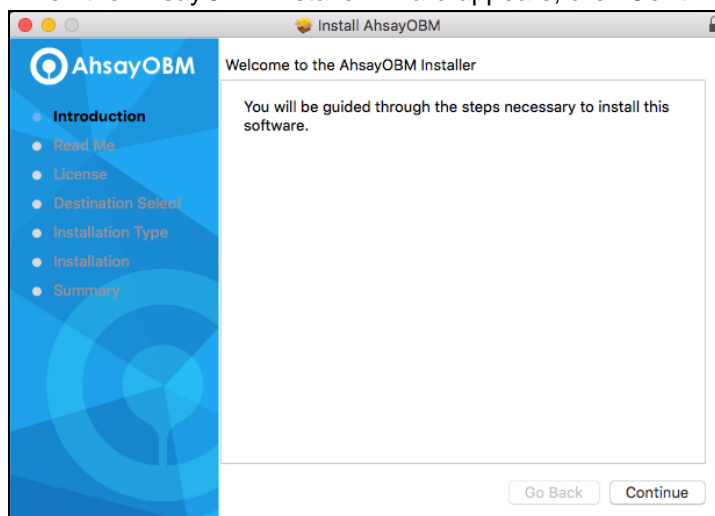 Install AhsayOBM
AhsayOBM
Welcome to the AhsayOBM Installer
Introduction
Read Me
License
Destination Select
Installation Type
Installation
Summary
You will be guided through the steps necessary to install this
software.
Go Back
Continue